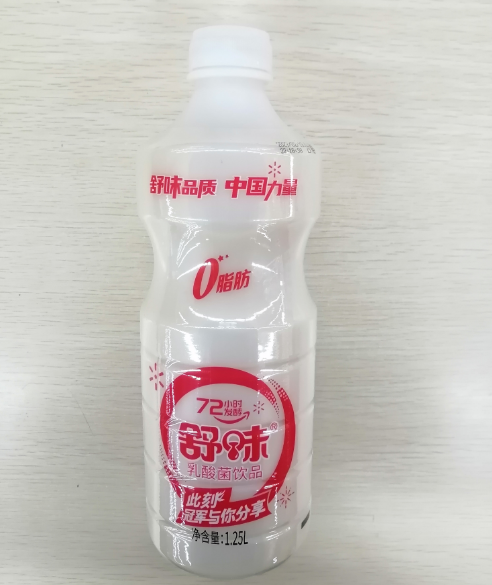 舒味品质 中国力量
0脂肪
72小时
发酵
舒味®
乳酸菌饮品
此刻
冠军与你分享
净含量:1.25L